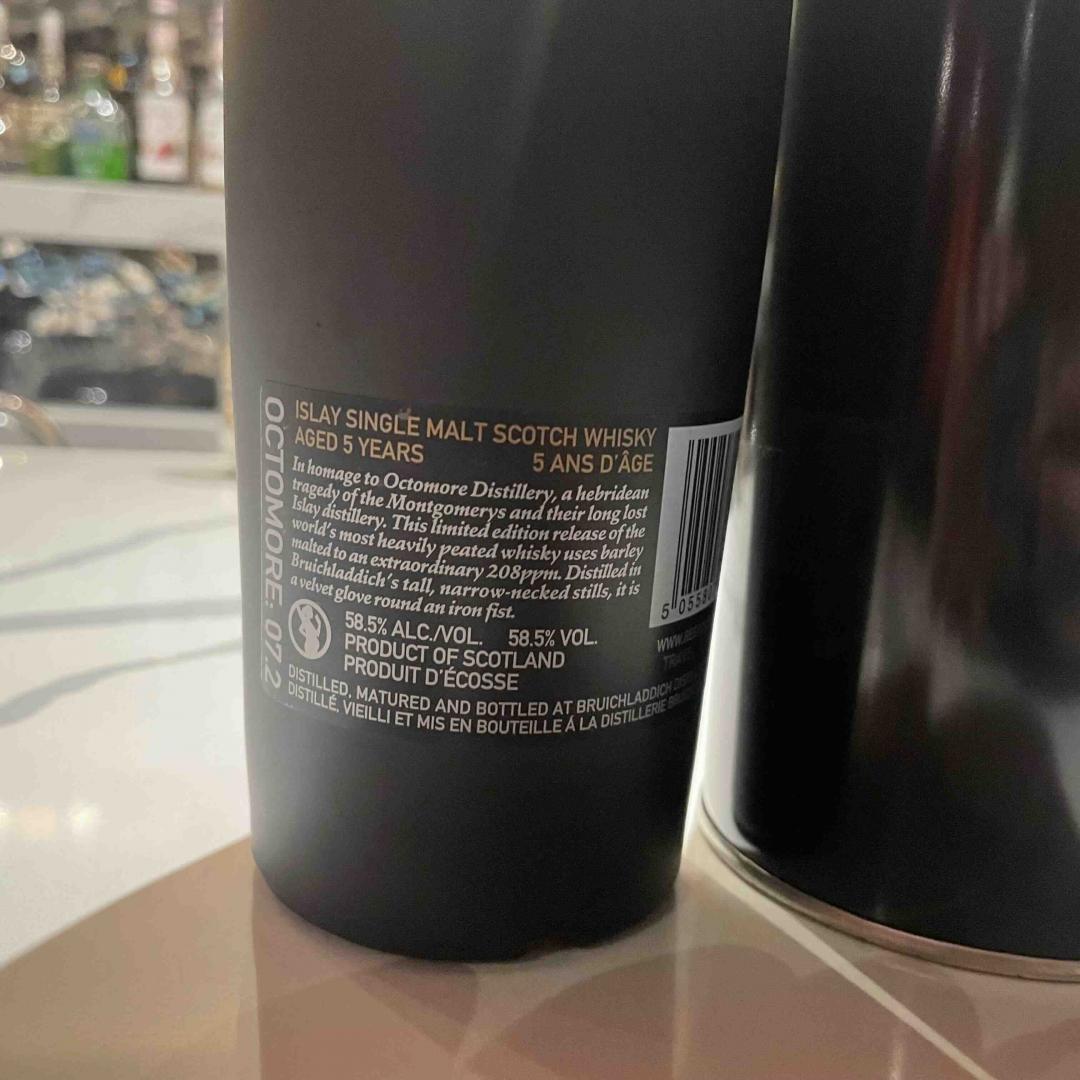 OCTOMORE: 07.2
ISLAY SINGLE MALT SCOTCH WHISKY
AGED 5 YEARS 5 ANS D'ÂGE
In homage to Octomore Distillery, a hebridean
tragedy of the Montgomerys and their long lost
Islay distillery. This limited edition release of the
world's most heavily peated whisky uses barley
malted to an extraordinary 208ppm. Distilled in
Bruichladdich's tall, narrow-necked stills, it is
a velvet glove round an iron fist.
58.5% ALC./VOL. 58.5% VOL.
PRODUCT OF SCOTLAND
PRODUIT D'ÉCOSSE
DISTILLED, MATURED AND BOTTLED AT BRUICHLADDICH
DISTILLÉ, VIEILLI ET MIS EN BOUTEILLE Á LA DISTILLERIE
5 05580